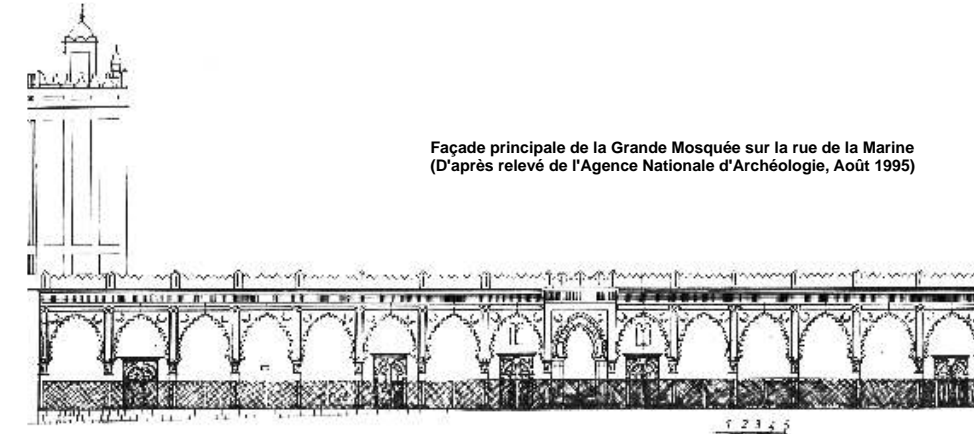 Façade principale de la Grande Mosquée sur la rue de la Marine
(D'après relevé de l'Agence Nationale d'Archéologie, Août 1995)
1 2 3 4 5